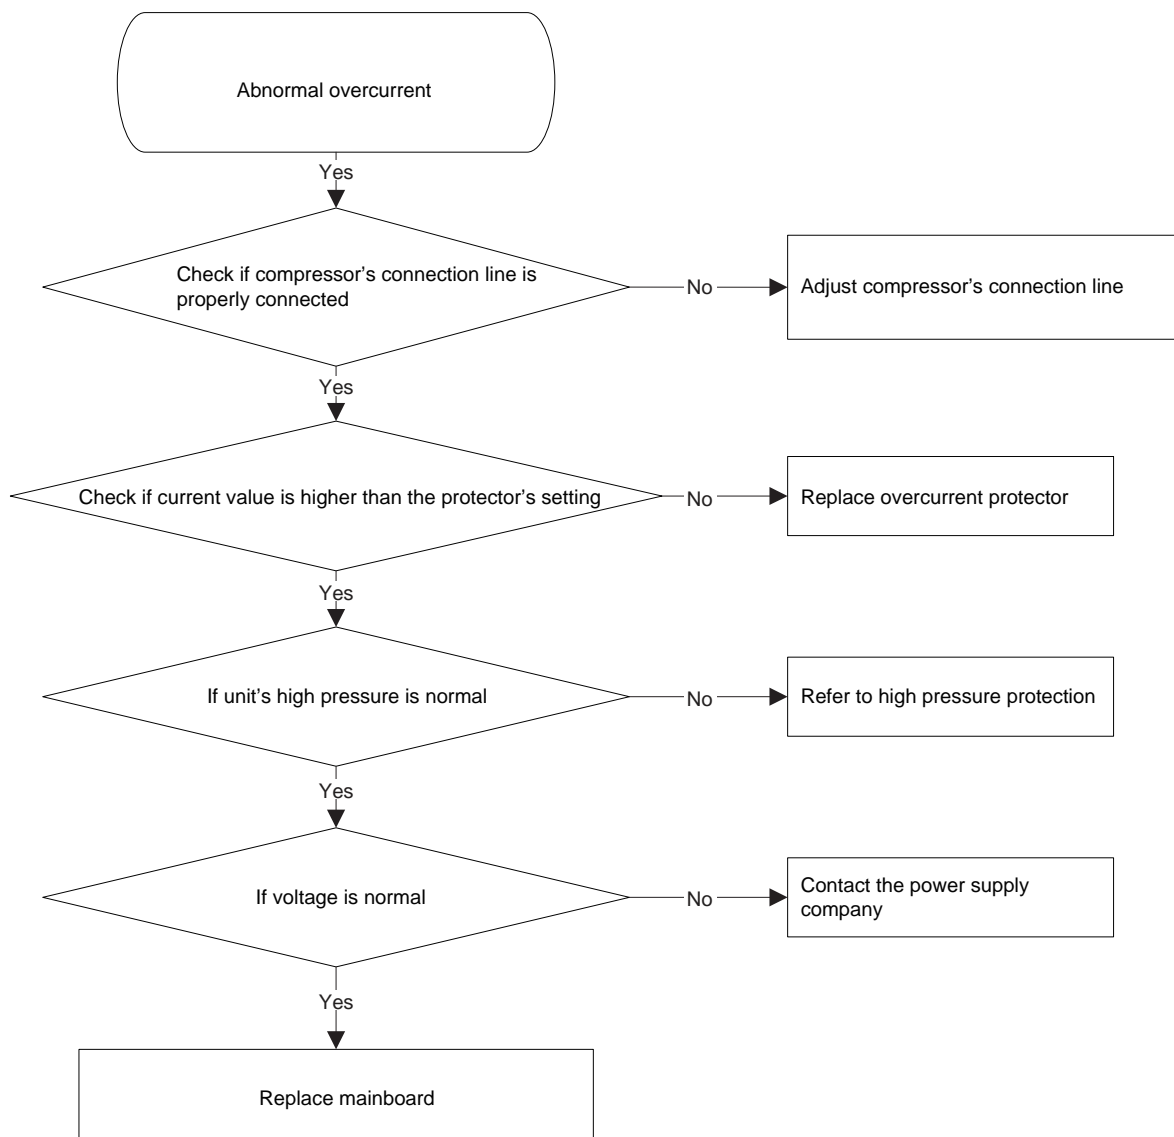 Abnormal overcurrent
Yes
Check if compressor’s connection line is
properly connected
No
Adjust compressor’s connection line
Yes
Check if current value is higher than the protector’s setting
No
Replace overcurrent protector
Yes
If unit’s high pressure is normal
No
Refer to high pressure protection
Yes
If voltage is normal
No
Contact the power supply
company
Yes
Replace mainboard